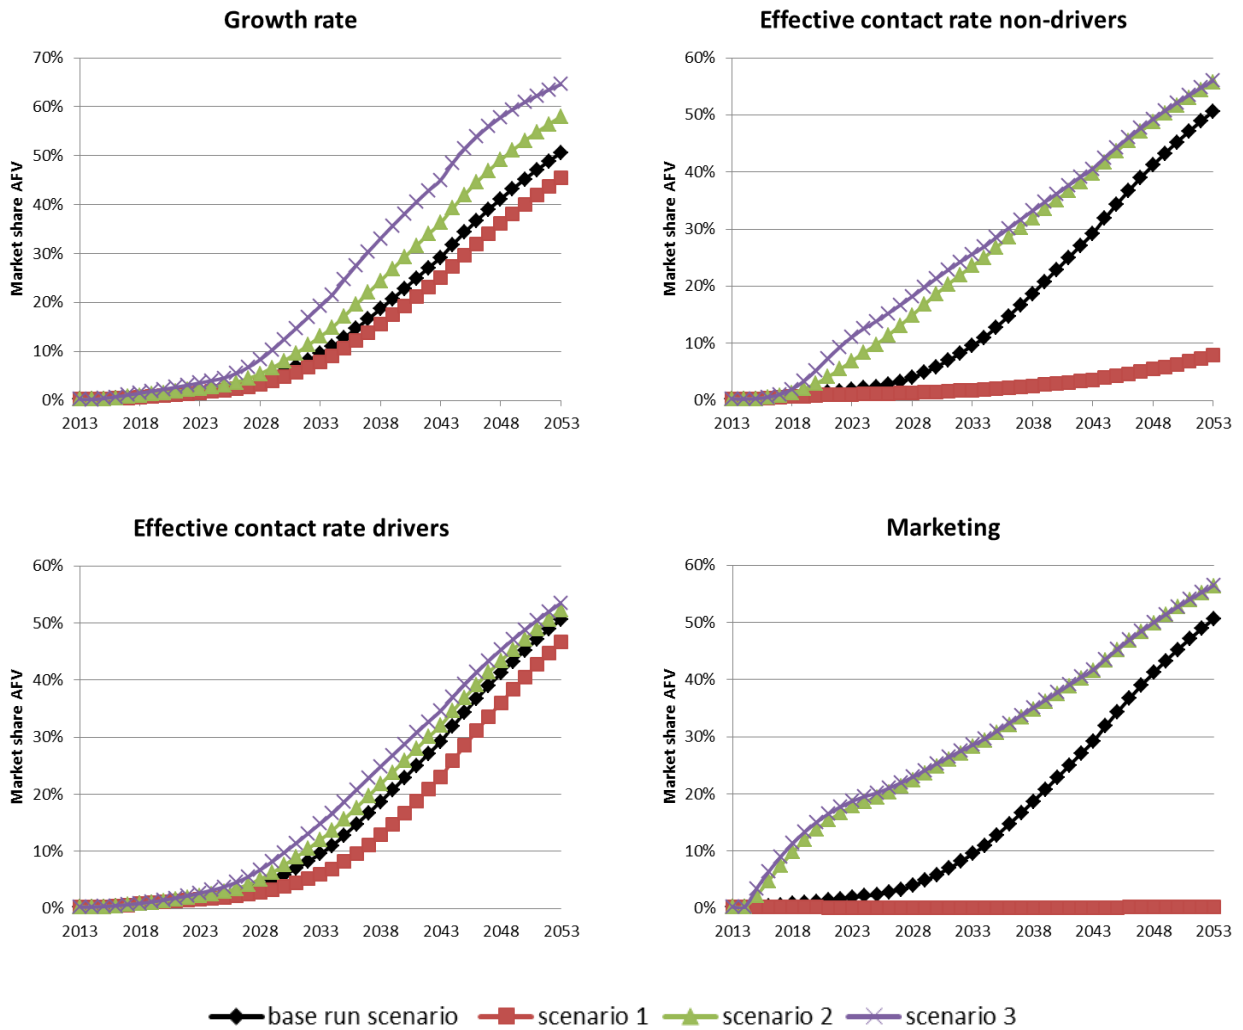 Growth rate
Market share AFV
70%
60%
50%
40%
30%
20%
10%
0%
2013 2018 2023 2028 2033 2038 2043 2048 2053
Effective contact rate non-drivers
Market share AFV
60%
50%
40%
30%
20%
10%
0%
2013 2018 2023 2028 2033 2038 2043 2048 2053
Effective contact rate drivers
Market share AFV
60%
50%
40%
30%
20%
10%
0%
2013 2018 2023 2028 2033 2038 2043 2048 2053
Marketing
Market share AFV
60%
50%
40%
30%
20%
10%
0%
2013 2018 2023 2028 2033 2038 2043 2048 2053
base run scenario scenario 1 scenario 2 scenario 3